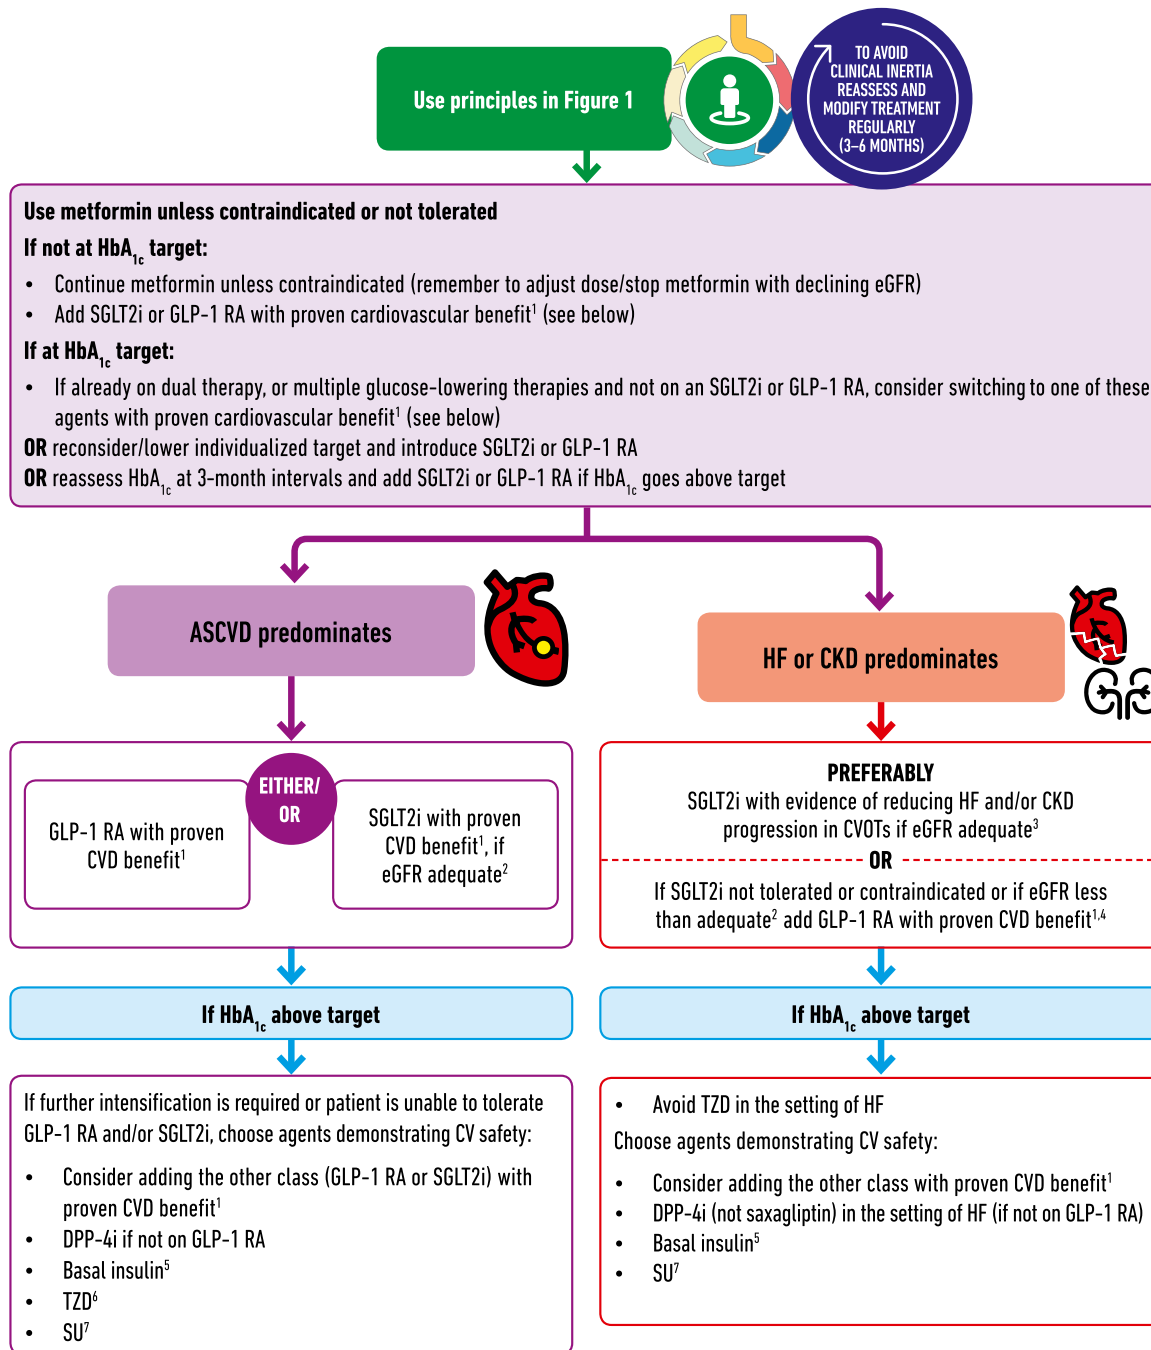 Use principles in Figure 1
TO AVOID
CLINICAL INERTIA
REASSESS AND
MODIFY TREATMENT
REGULARLY
(3–6 MONTHS)
Use metformin unless contraindicated or not tolerated
If not at HbA1c target:
• Continue metformin unless contraindicated (remember to adjust dose/stop metformin with declining eGFR)
• Add SGLT2i or GLP-1 RA with proven cardiovascular benefit1 (see below)
If at HbA1c target:
• If already on dual therapy, or multiple glucose-lowering therapies and not on an SGLT2i or GLP-1 RA, consider switching to one of these
agents with proven cardiovascular benefit1 (see below)
OR reconsider/lower individualized target and introduce SGLT2i or GLP-1 RA
OR reassess HbA1c at 3-month intervals and add SGLT2i or GLP-1 RA if HbA1c goes above target
ASCVD predominates
EITHER/
OR
GLP-1 RA with proven
CVD benefit1
SGLT2i with proven
CVD benefit1, if
eGFR adequate2
If HbA1c above target
If further intensification is required or patient is unable to tolerate
GLP-1 RA and/or SGLT2i, choose agents demonstrating CV safety:
• Consider adding the other class (GLP-1 RA or SGLT2i) with
proven CVD benefit1
• DPP-4i if not on GLP-1 RA
• Basal insulin5
• TZD6
• SU7
HF or CKD predominates
PREFERABLY
SGLT2i with evidence of reducing HF and/or CKD
progression in CVOTs if eGFR adequate3
OR
If SGLT2i not tolerated or contraindicated or if eGFR less
than adequate2 add GLP-1 RA with proven CVD benefit1,4
If HbA1c above target
• Avoid TZD in the setting of HF
Choose agents demonstrating CV safety:
• Consider adding the other class with proven CVD benefit1
• DPP-4i (not saxagliptin) in the setting of HF (if not on GLP-1 RA)
• Basal insulin5
• SU7